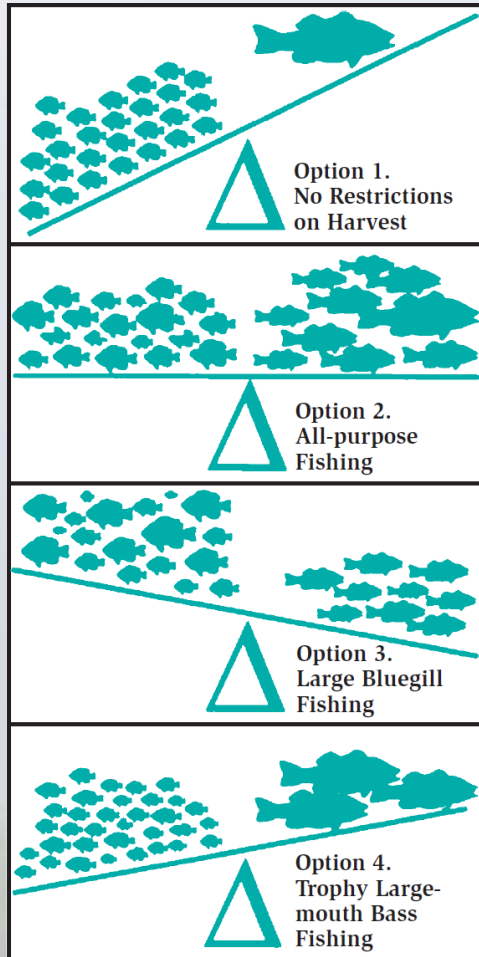 Option 1.
No Restrictions
on Harvest
Option 2.
All-purpose
Fishing
Option 3.
Large Bluegill
Fishing
Option 4.
Trophy Large-
mouth Bass
Fishing